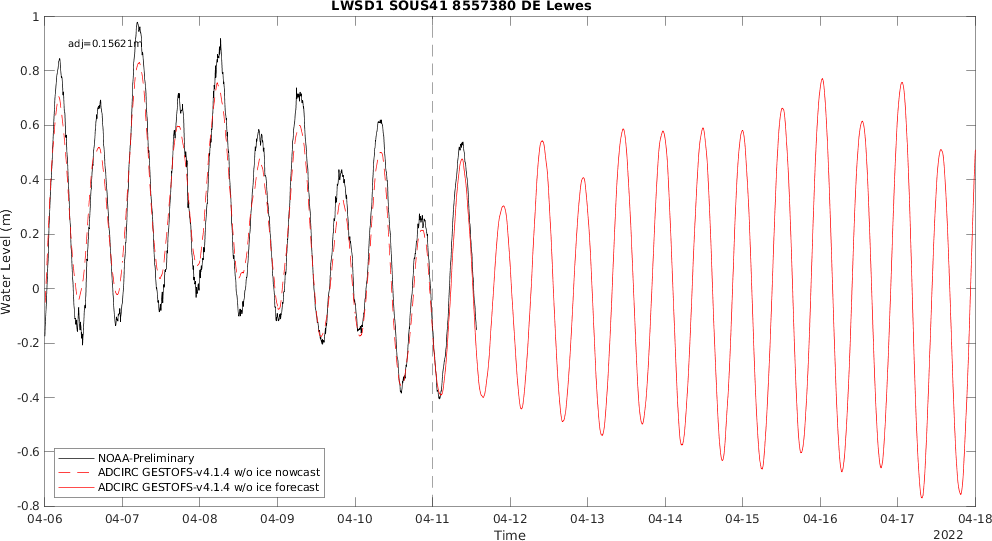 LWSD1 SOUS41 8557380 DE Lewes
adj=0.15621m
Water Level (m)
1
0.8
0.6
0.4
0.2
0
-0.2
-0.4
-0.6
-0.8
NOAA-Preliminary
ADCIRC GESTOFS-v4.1.4 w/o ice nowcast
ADCIRC GESTOFS-v4.1.4 w/o ice forecast
04-06 04-07 04-08 04-09 04-10 04-11 04-12 04-13 04-14 04-15 04-16 04-17 04-18
Time
2022